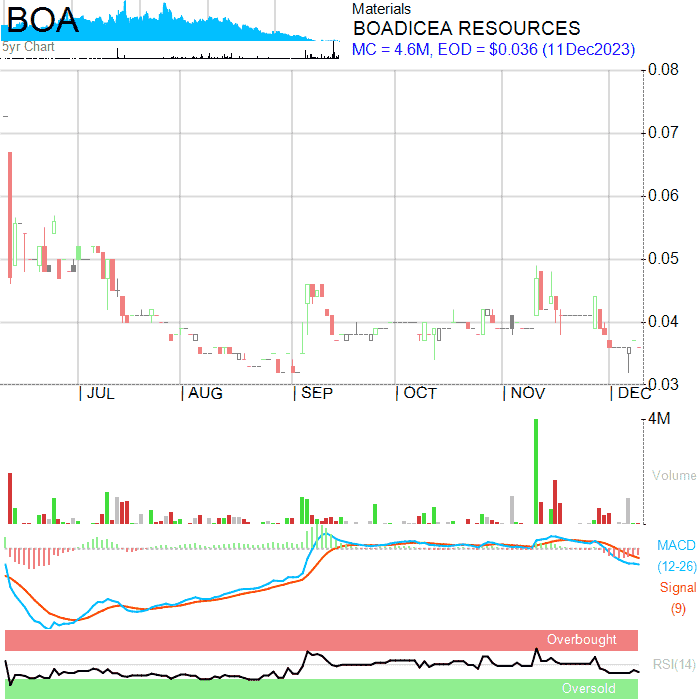 BOA
5yr Chart
Materials
BOADICEA RESOURCES
MC = 4.6M, EOD = $0.036 (11Dec2023)
0.08
0.07
0.06
0.05
0.04
0.03
| JUL | AUG | SEP | OCT | NOV | DEC
4M
Volume
MACD
(12-26)
Signal
(9)
Overbought
RSI(14)
Oversold